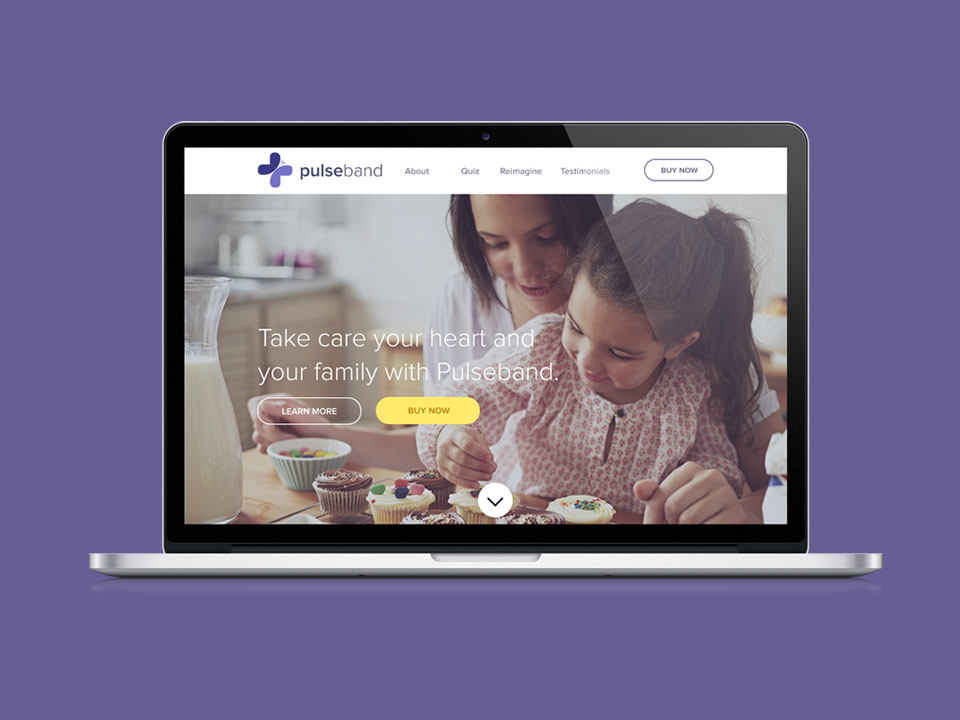 pulseband
About
Quiz
Reimagine
Testimonials
BUY NOW
Take care your heart and
your family with Pulseband.
LEARN MORE
BUY NOW